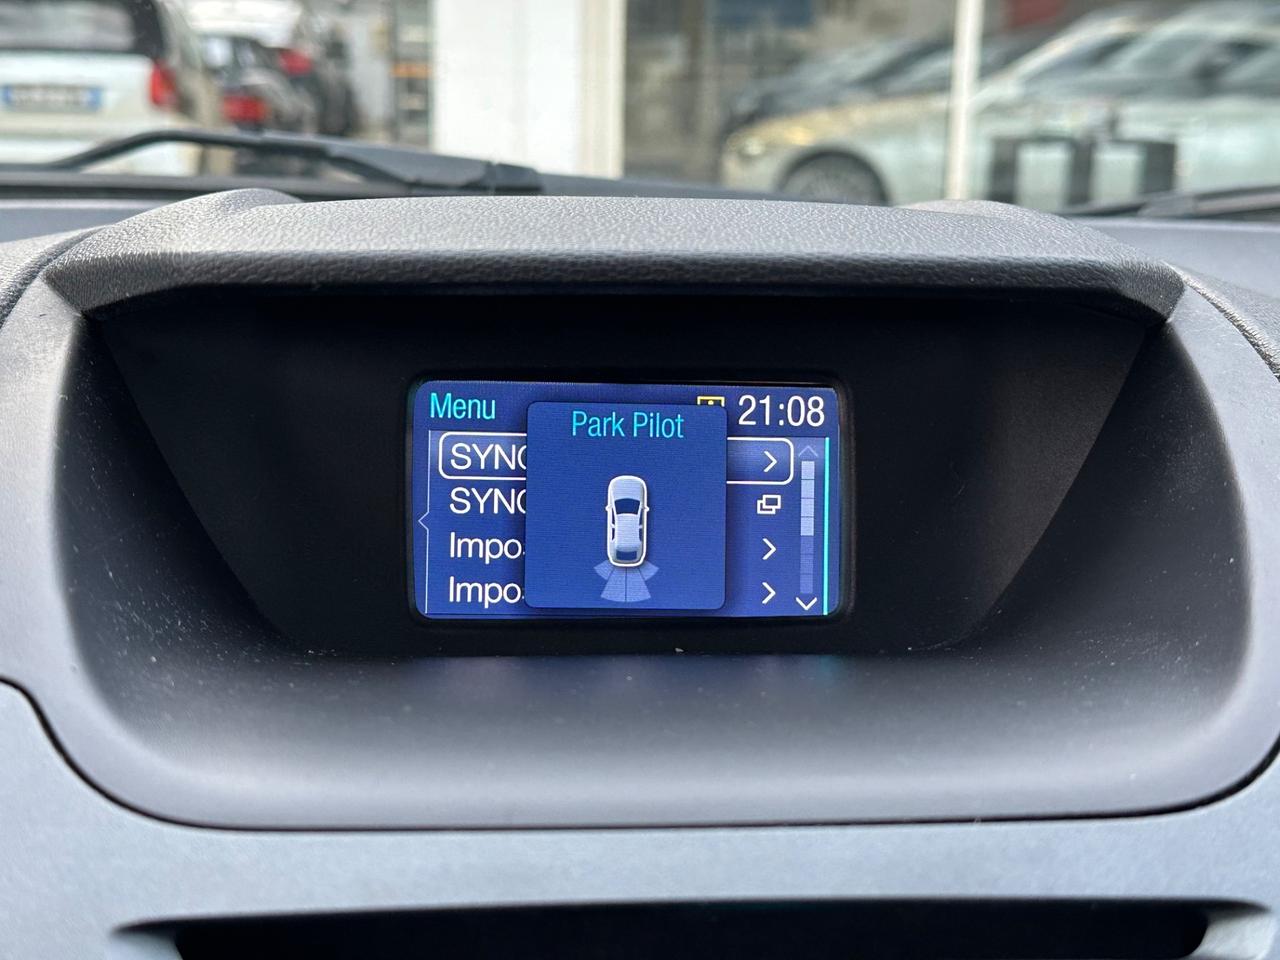 Menu
21:08
Park Pilot
SYNC
SYNC
Impo
Impo